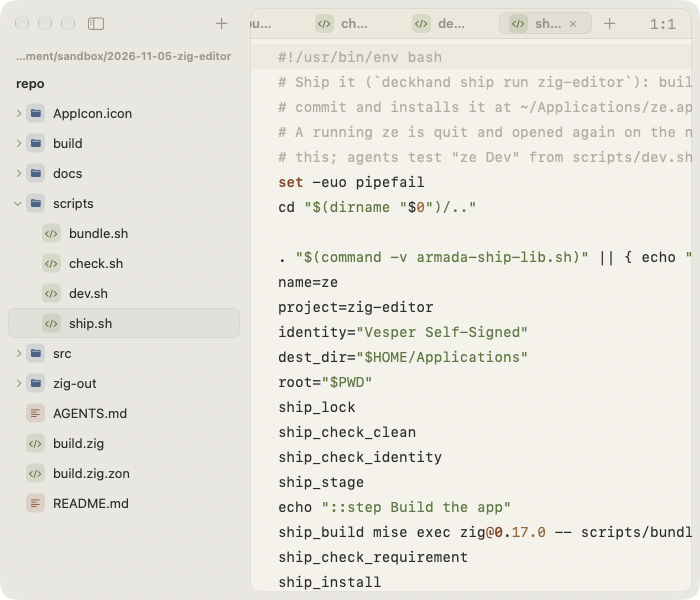 ou...
ch...
de...
sh...
1:1
...ment/sandbox/2026-11-05-zig-editor
repo
AppIcon.icon
build
docs
scripts
bundle.sh
check.sh
dev.sh
ship.sh
src
zig-out
AGENTS.md
build.zig
build.zig.zon
README.md
#!/usr/bin/env bash
# Ship it (`deckhand ship run zig-editor`): buil
# commit and installs it at ~/Applications/ze.ap
# A running ze is quit and opened again on the n
# this; agents test "ze Dev" from scripts/dev.sh
set -euo pipefail
cd "$(dirname "$0")/.."
. "$(command -v armada-ship-lib.sh)" || { echo "
name=ze
project=zig-editor
identity="Vesper Self-Signed"
dest_dir="$HOME/Applications"
root="$PWD"
ship_lock
ship_check_clean
ship_check_identity
ship_stage
echo "::step Build the app"
ship_build mise exec zig@0.17.0 -- scripts/bundl
ship_check_requirement
ship_install